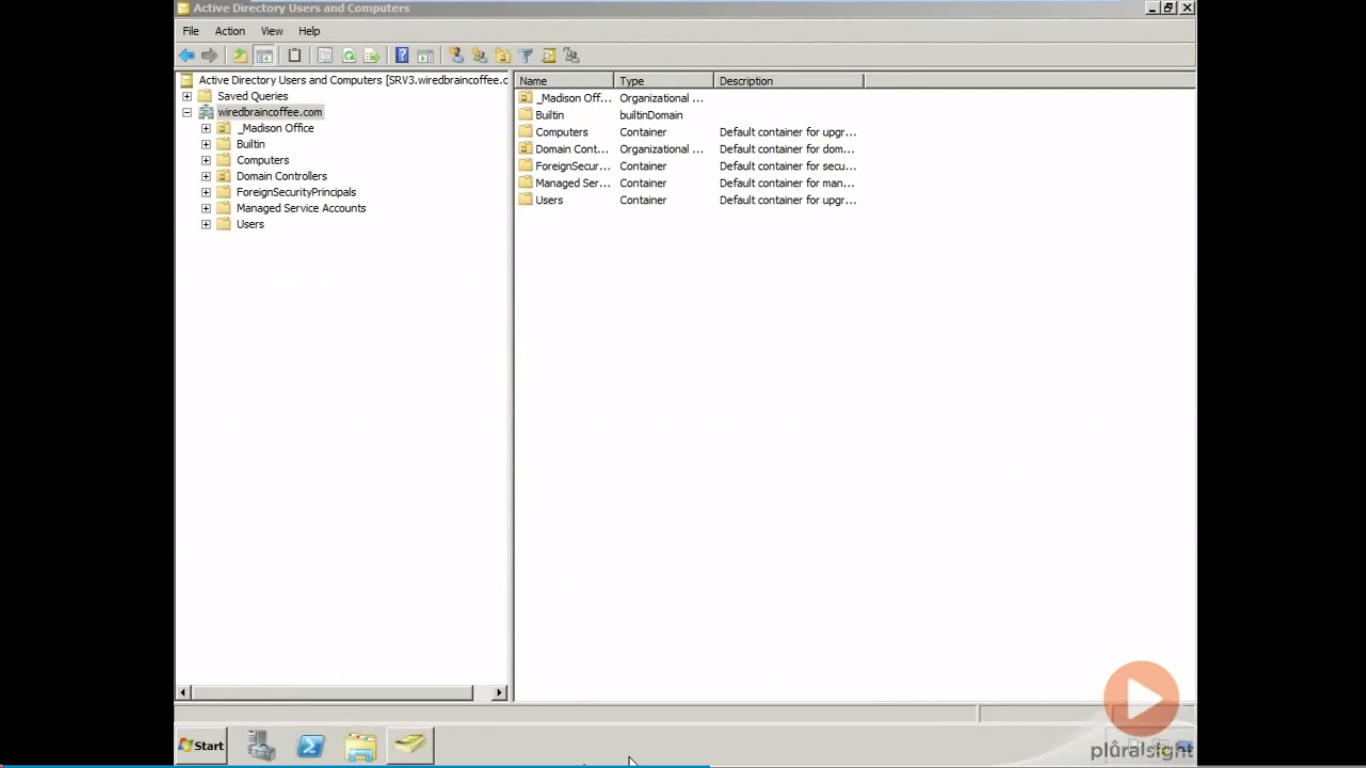 Active Directory Users and Computers
File Action View Help
Active Directory Users and Computers [SRV3.wiredbraincoffee.c
Saved Queries
wiredbraincoffee.com
_Madison Office
Builtin
Computers
Domain Controllers
ForeignSecurityPrincipals
Managed Service Accounts
Users
Name Type Description
_Madison Off... Organizational ...
Builtin builtinDomain
Computers Container Default container for upgr...
Domain Cont... Organizational ... Default container for dom...
ForeignSecur... Container Default container for secu...
Managed Ser... Container Default container for man...
Users Container Default container for upgr...
Start
pluralsight